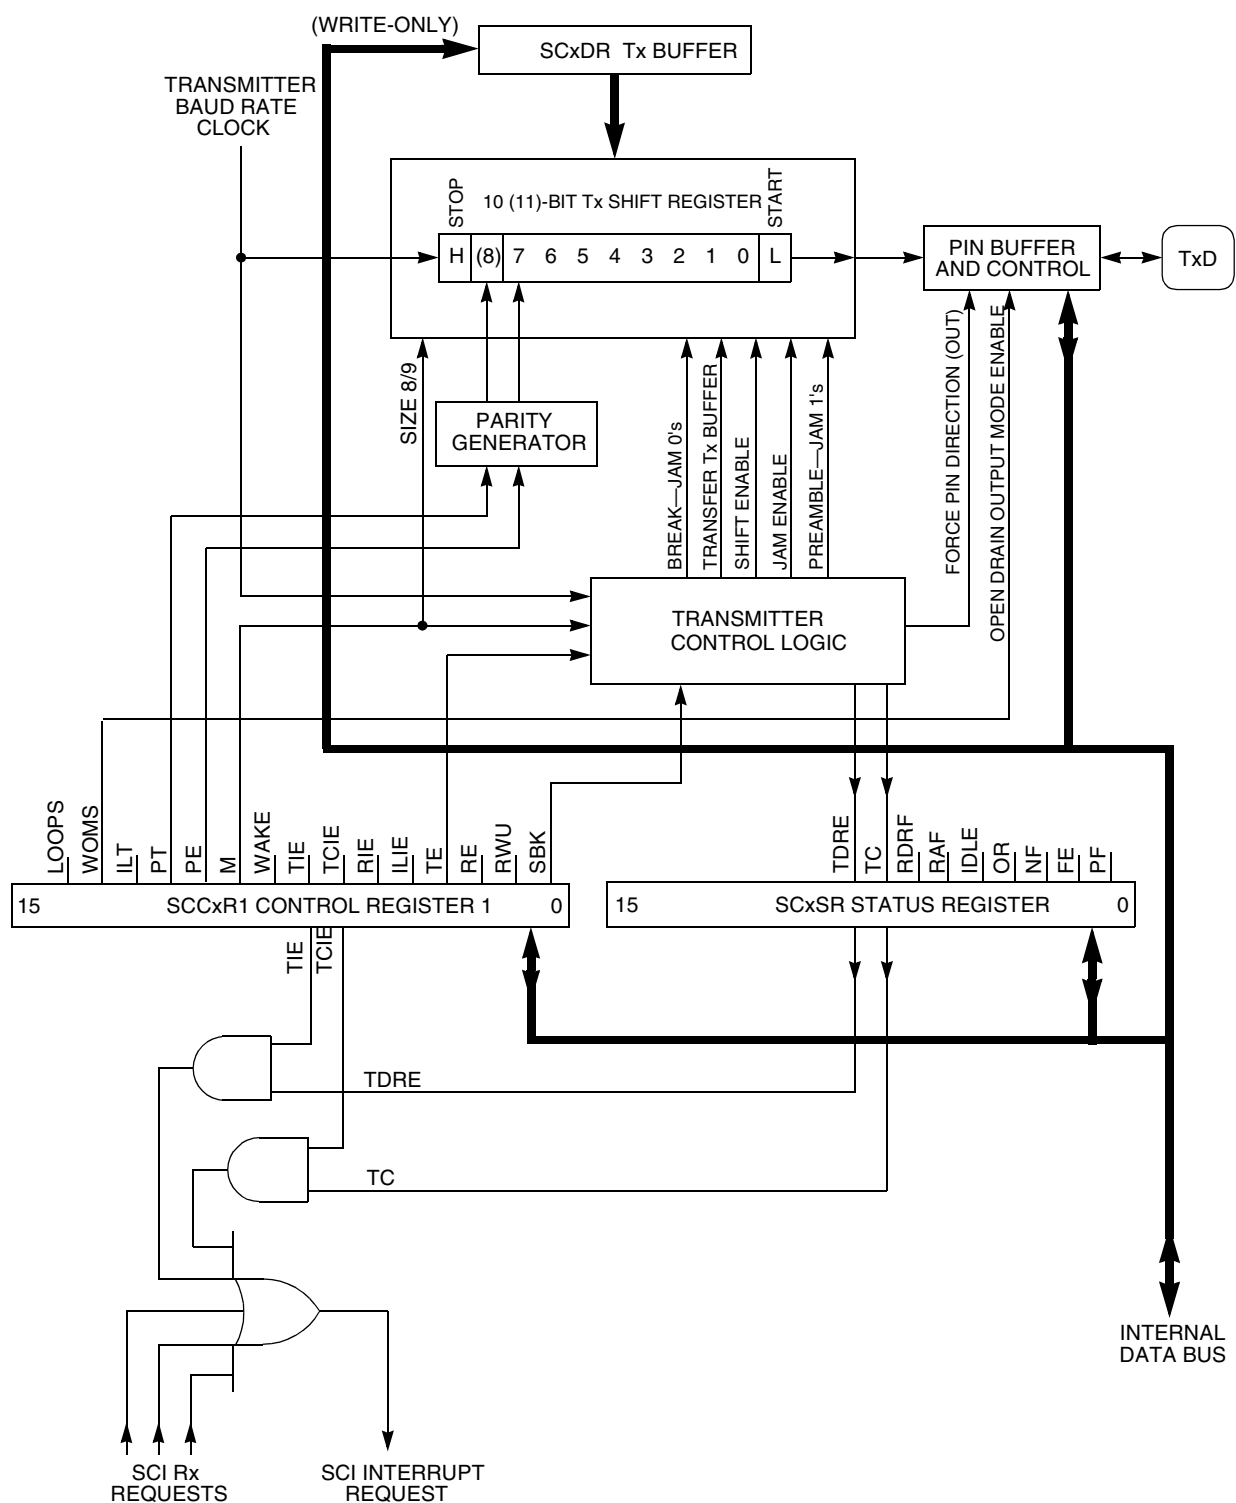 (WRITE-ONLY)
SCxDR Tx BUFFER
TRANSMITTER
BAUD RATE
CLOCK
STOP
10 (11)-BIT Tx SHIFT REGISTER
START
H (8) 7 6 5 4 3 2 1 0 L
PIN BUFFER
AND CONTROL
TxD
SIZE 8/9
PARITY
GENERATOR
BREAK—JAM 0's
TRANSFER Tx BUFFER
SHIFT ENABLE
JAM ENABLE
PREAMBLE—JAM 1's
FORCE PIN DIRECTION (OUT)
OPEN DRAIN OUTPUT MODE ENABLE
TRANSMITTER
CONTROL LOGIC
LOOPS
WOMS
ILT
PT
PE
M
WAKE
TIE
TCIE
RIE
ILIE
TE
RE
RWU
SBK
TDRE
TC
RDRF
RAF
IDLE
OR
NF
FE
PF
15 SCCxR1 CONTROL REGISTER 1 0
15 SCxSR STATUS REGISTER 0
TIE
TCIE
TDRE
TC
INTERNAL
DATA BUS
SCI Rx
REQUESTS
SCI INTERRUPT
REQUEST